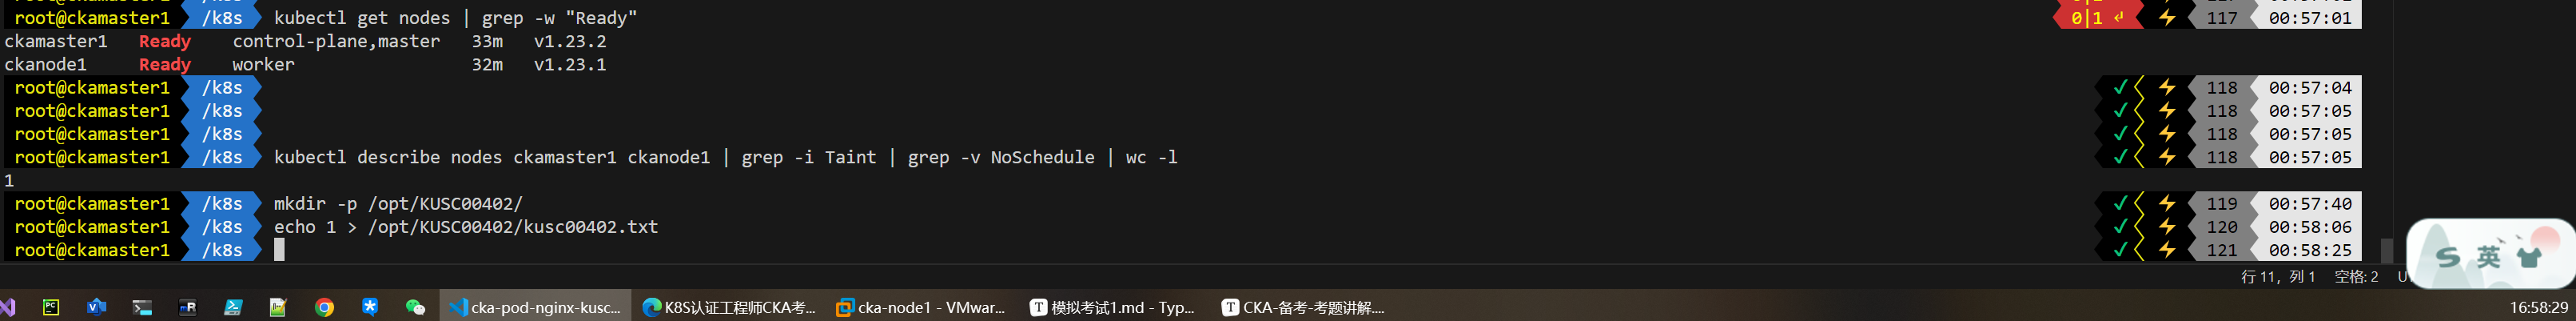 root@ckamaster1 /k8s kubectl get nodes | grep -w "Ready" 0|1 ↵ ⚡ 117 00:57:01
ckamaster1 Ready control-plane,master 33m v1.23.2
ckanode1 Ready worker 32m v1.23.1
root@ckamaster1 /k8s ✓ ⚡ 118 00:57:04
root@ckamaster1 /k8s ✓ ⚡ 118 00:57:05
root@ckamaster1 /k8s ✓ ⚡ 118 00:57:05
root@ckamaster1 /k8s kubectl describe nodes ckamaster1 ckanode1 | grep -i Taint | grep -v NoSchedule | wc -l ✓ ⚡ 118 00:57:05
1
root@ckamaster1 /k8s mkdir -p /opt/KUSC00402/ ✓ ⚡ 119 00:57:40
root@ckamaster1 /k8s echo 1 > /opt/KUSC00402/kusc00402.txt ✓ ⚡ 120 00:58:06
root@ckamaster1 /k8s ✓ ⚡ 121 00:58:25
S 英
行 11，列 1 空格: 2 U
PC R cka-pod-nginx-kusc... K8S认证工程师CKA考... cka-node1 - VMwar... T 模拟考试1.md - Typ... T CKA-备考-考题讲解.... 16:58:29